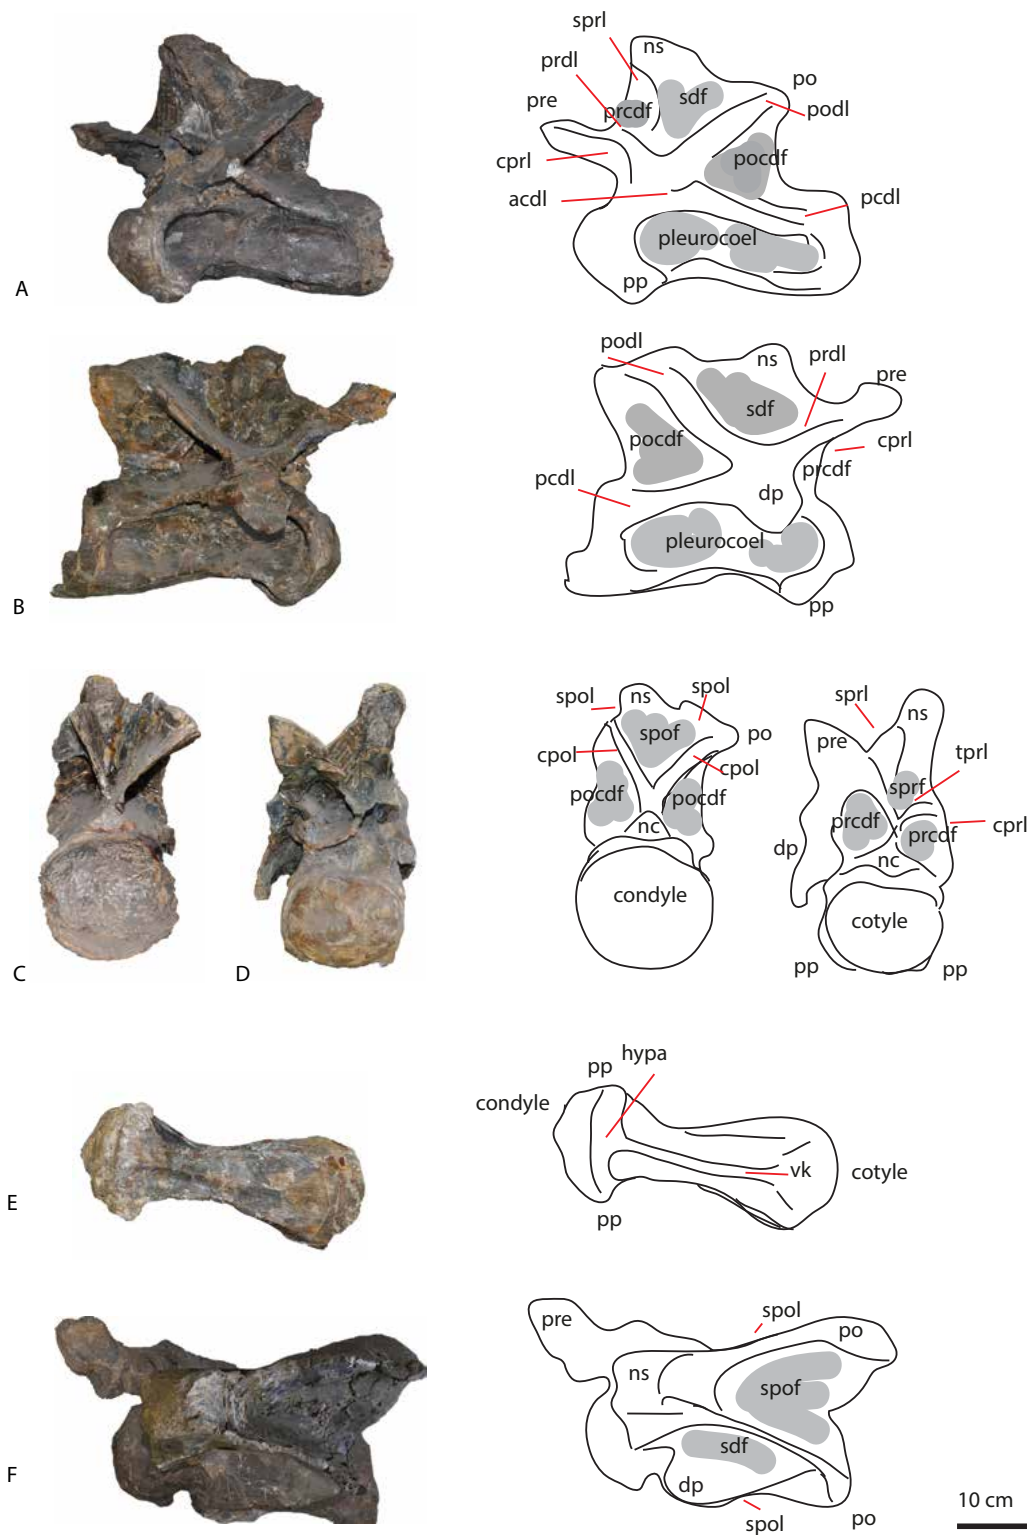 sprl
ns
prdl
po
pre
prcdf
sdf
podl
cprl
pocdf
acdl
pcdl
pleurocoel
pp
A
podl
ns
prdl
pre
sdf
pocdf
cprl
prcdf
pcdl
dp
pleurocoel
pp
B
spol
ns
spol
spof
po
cpol
cpol
pocdf
pocdf
nc
condyle
sprl
ns
pre
tprl
sprf
prcdf
prcdf
cprl
dp
nc
cotyle
pp
pp
C
D
hypa
pp
condyle
vk
cotyle
pp
E
spol
pre
po
ns
spof
sdf
dp
spol
po
F
10 cm